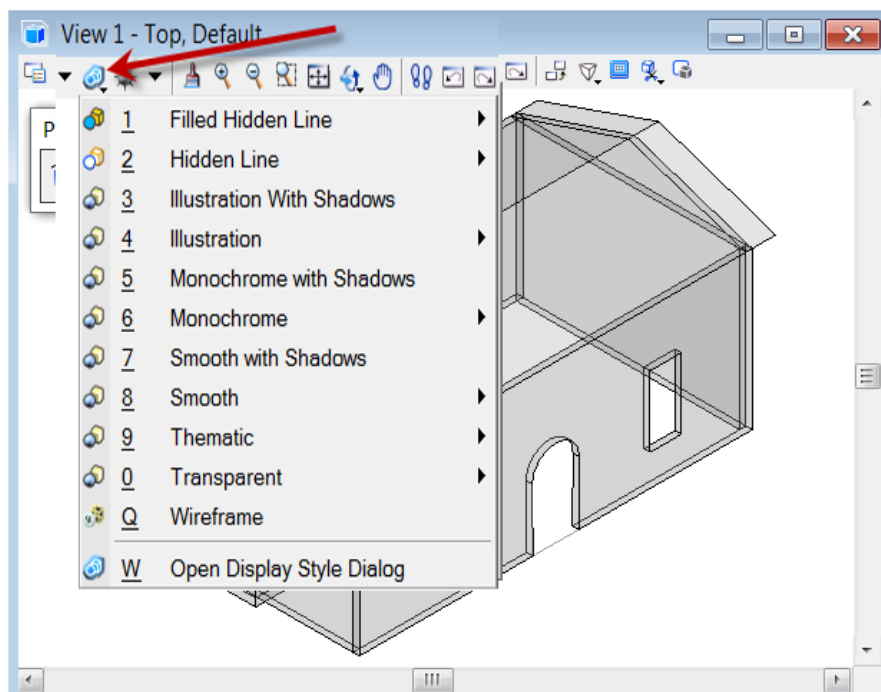 View 1 - Top, Default
P
1 Filled Hidden Line
2 Hidden Line
3 Illustration With Shadows
4 Illustration
5 Monochrome with Shadows
6 Monochrome
7 Smooth with Shadows
8 Smooth
9 Thematic
0 Transparent
Q Wireframe
W Open Display Style Dialog